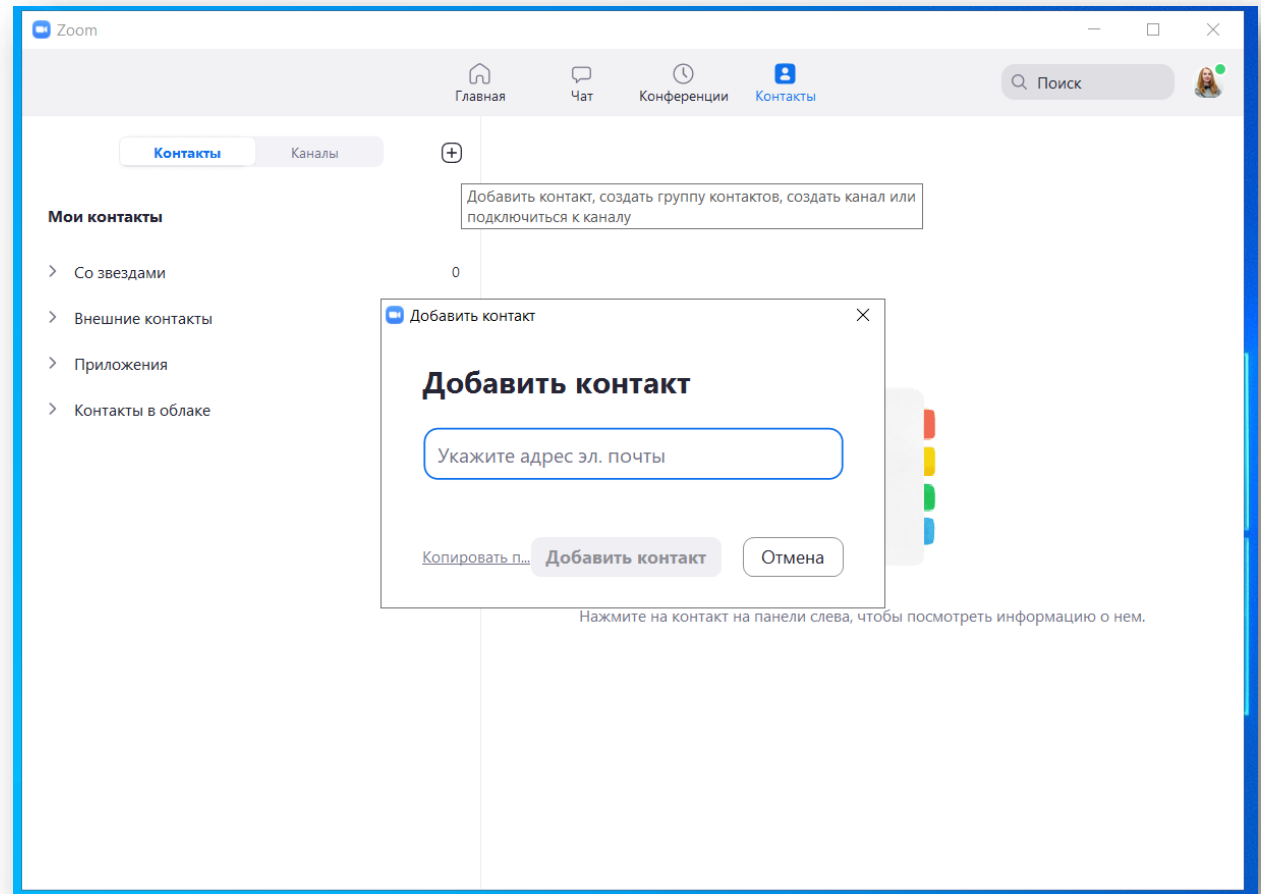 Zoom
Главная
Чат
Конференции
Контакты
Поиск
Контакты
Каналы
Добавить контакт, создать группу контактов, создать канал или
подключиться к каналу
Мои контакты
Со звездами
0
Внешние контакты
Приложения
Контакты в облаке
Добавить контакт
Добавить контакт
Укажите адрес эл. почты
Копировать п...
Добавить контакт
Отмена
Нажмите на контакт на панели слева, чтобы посмотреть информацию о нем.